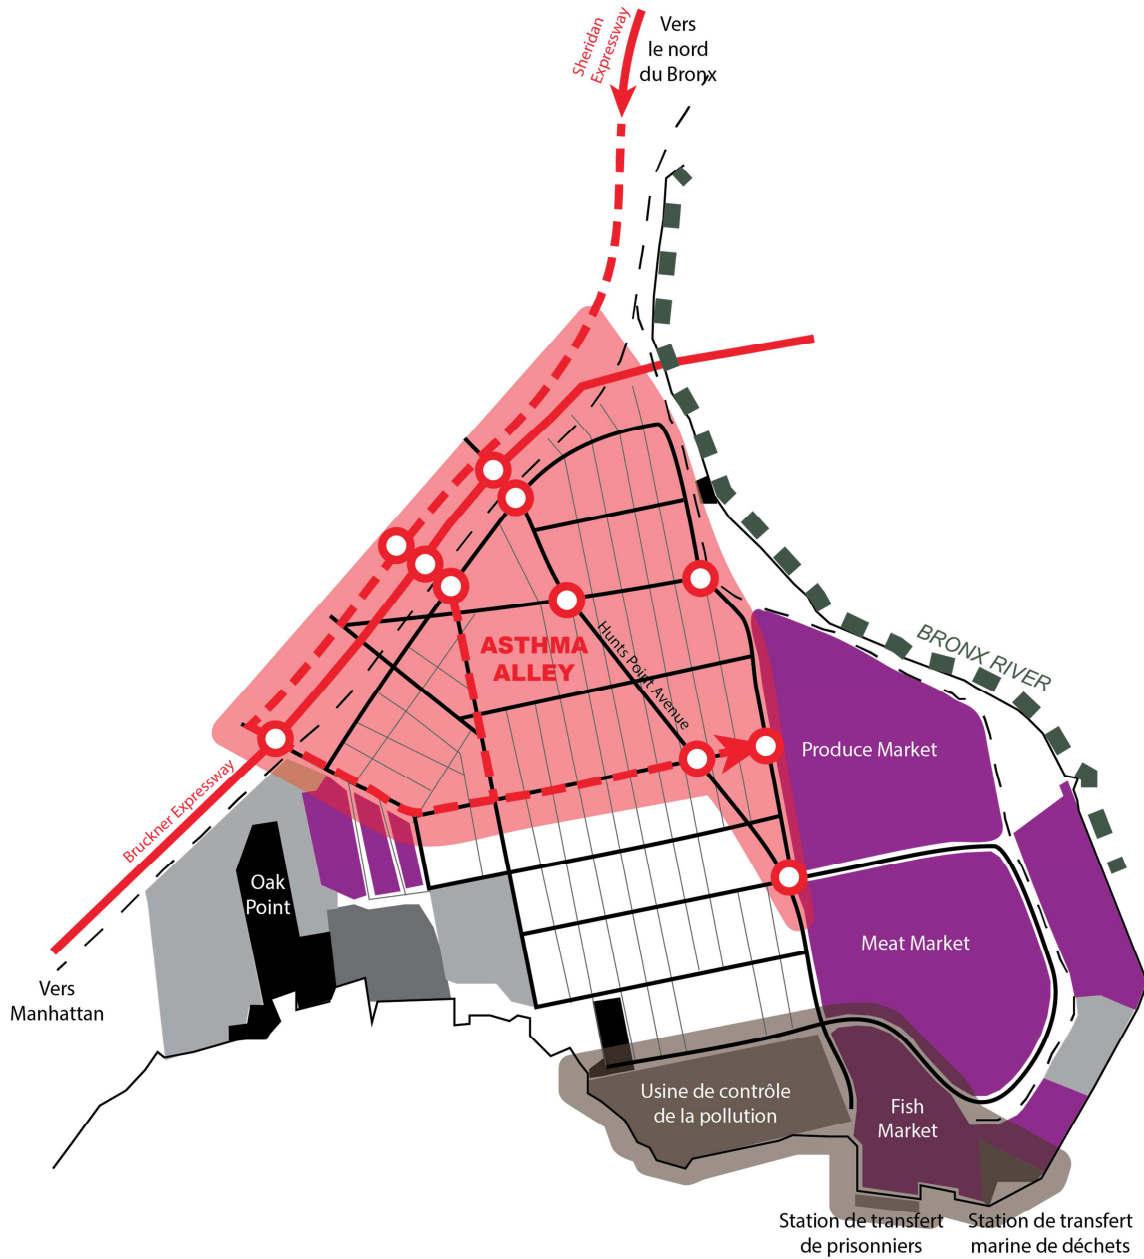 Sheridan
Expressway
Vers
le nord
du Bronx
BRONX RIVER
ASTHMA
ALLEY
Hunts Point Avenue
Produce Market
Bruckner Expressway
Oak
Point
Meat Market
Vers
Manhattan
Usine de contrôle
de la pollution
Fish
Market
Station de transfert
de prisonniers
Station de transfert
marine de déchets